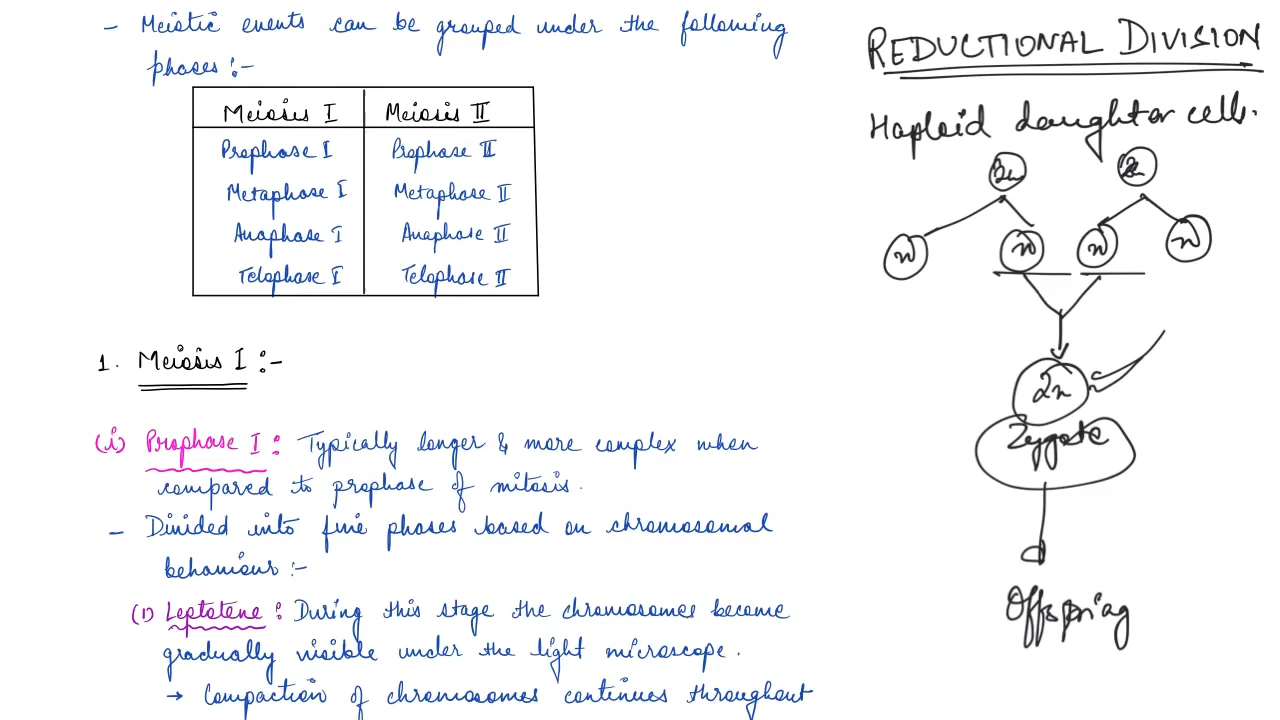 - Meiotic events can be grouped under the following
phases :-
Meiosis I Meiosis II
Prophase I Prophase II
Metaphase I Metaphase II
Anaphase I Anaphase II
Telophase I Telophase II
1. Meiosis I :-
(i) Prophase I : Typically longer & more complex when
compared to prophase of mitosis.
- Divided into five phases based on chromosomal
behaviour :-
(1) Leptotene : During this stage the chromosomes become
gradually visible under the light microscope.
→ Compaction of chromosomes continues throughout
REDUCTIONAL DIVISION
Haploid daughter cells.
2n 2n
n n n n
2n
Zygote
Offspring